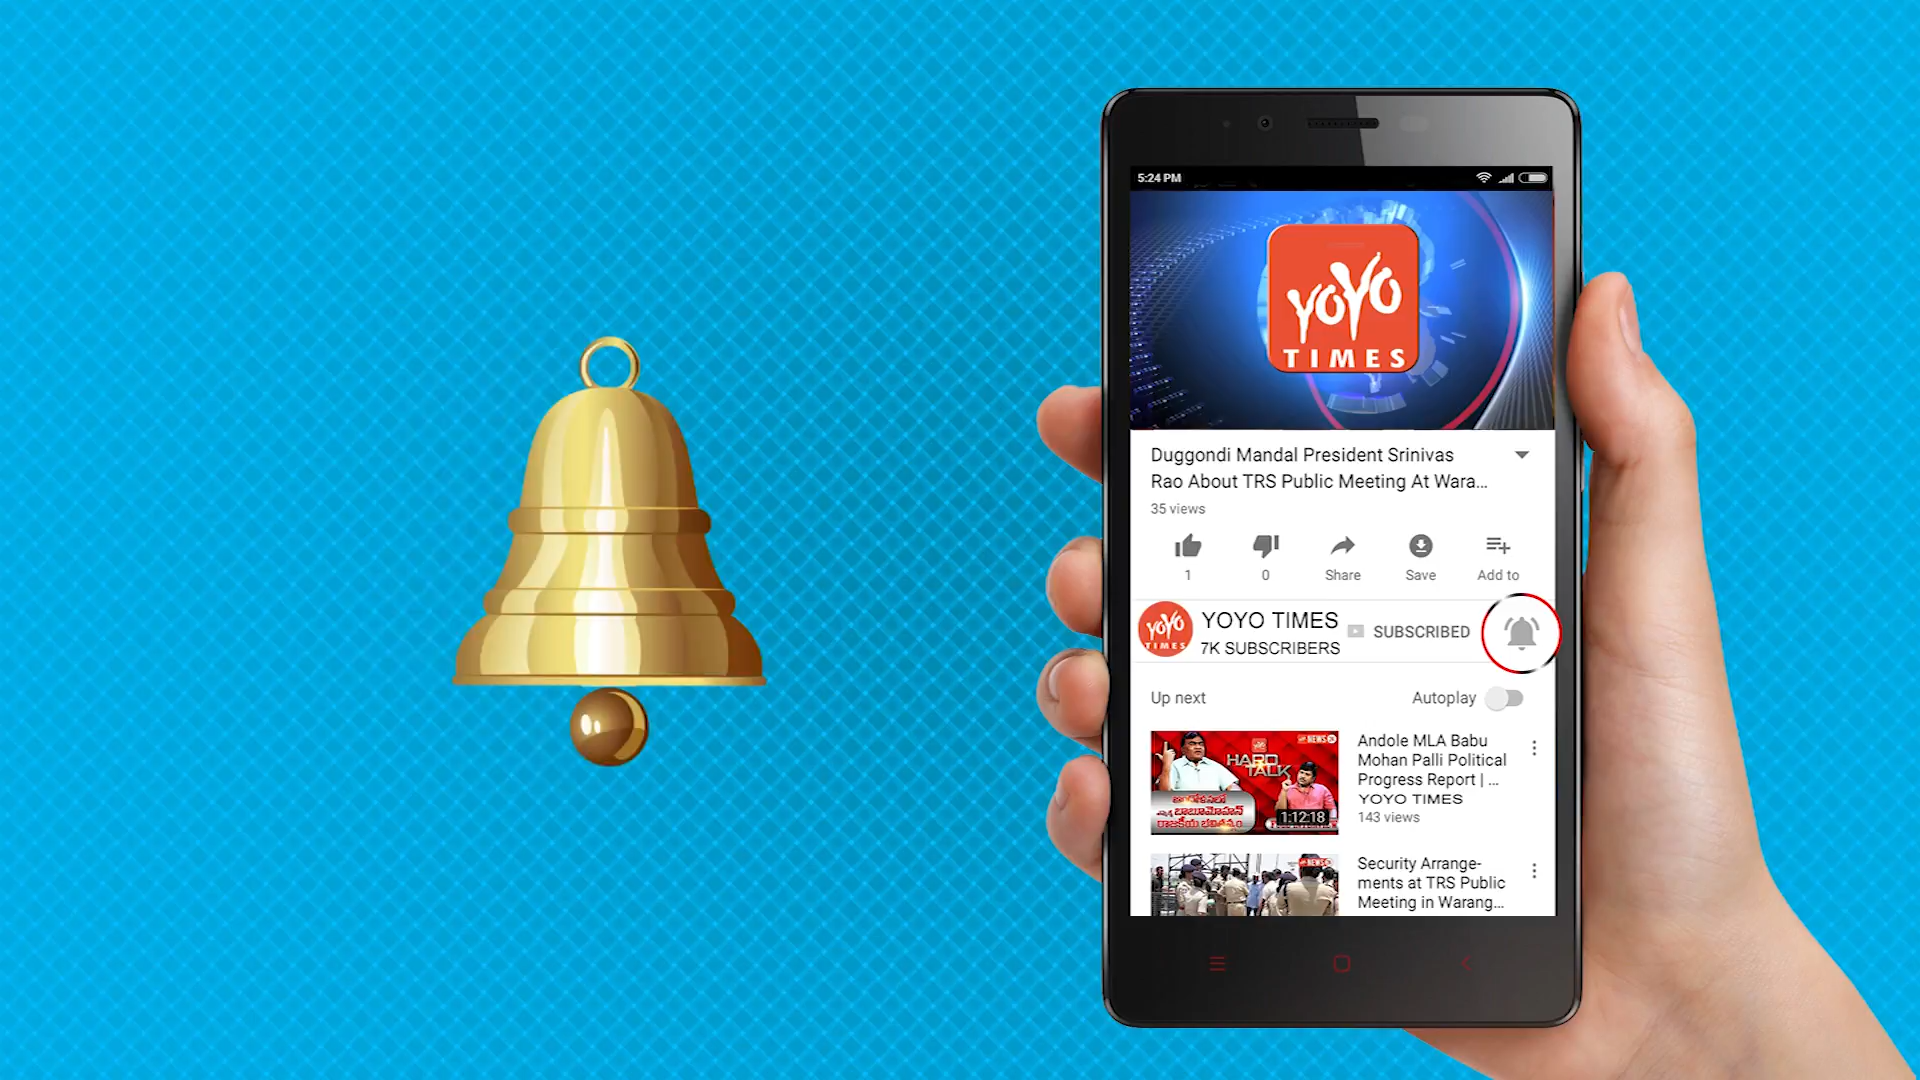 5:24 PM
YOYO
TIMES
Duggondi Mandal President Srinivas
Rao About TRS Public Meeting At Wara...
35 views
1
0
Share
Save
Add to
YOYO
TIMES
YOYO TIMES
7K SUBSCRIBERS
SUBSCRIBED
Up next
Autoplay
NEWS
HARD
TALK
బాబూమోహన్
1:12:18
Andole MLA Babu
Mohan Palli Political
Progress Report | ...
YOYO TIMES
143 views
NEWS
Security Arrange-
ments at TRS Public
Meeting in Warang...